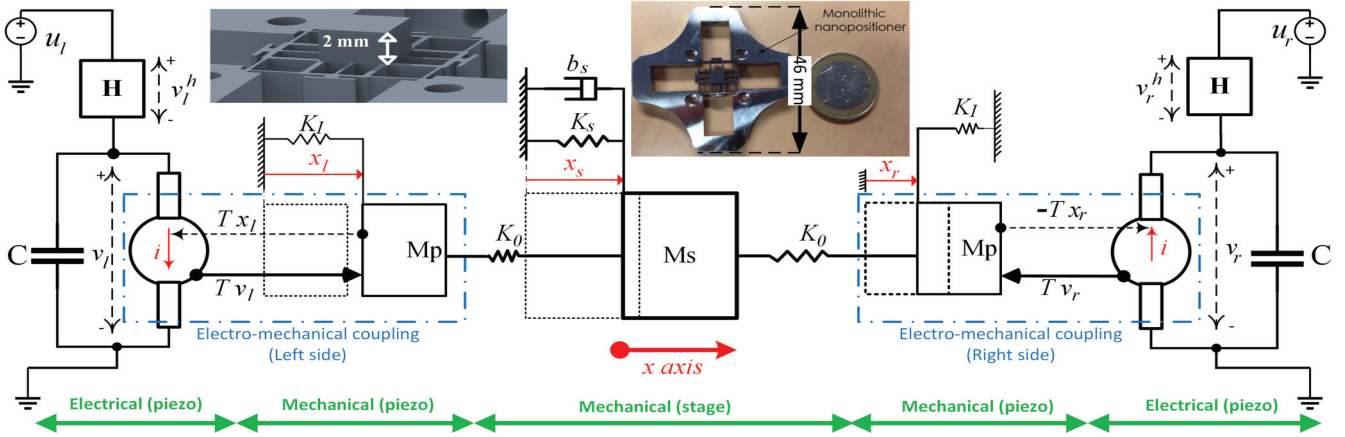 u_l
H
+
v_l^h
-
C
+
v_l
-
i
T x_l
T v_l
Mp
K_I
x_l
Electro-mechanical coupling
(Left side)
2 mm
K_0
b_s
K_s
x_s
Ms
x axis
Monolithic
nanopositioner
46 mm
K_0
K_I
x_r
Mp
-T x_r
T v_r
i
Electro-mechanical coupling
(Right side)
u_r
+
v_r^h
-
H
+
v_r
-
C
Electrical (piezo)
Mechanical (piezo)
Mechanical (stage)
Mechanical (piezo)
Electrical (piezo)